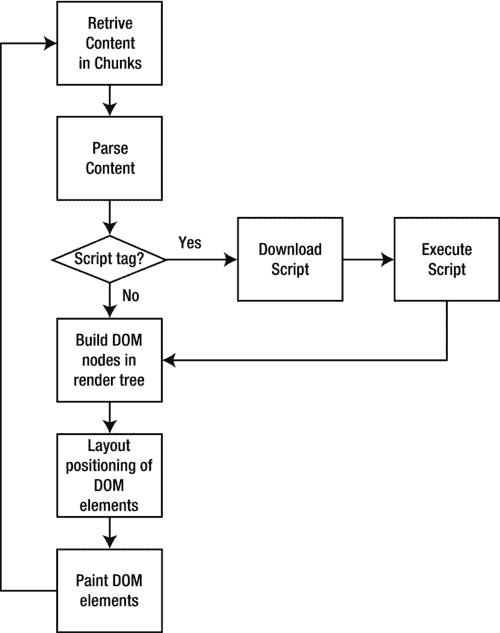 Retrive
Content
in Chunks
Parse
Content
Script tag?
Yes
Download
Script
Execute
Script
No
Build DOM
nodes in
render tree
Layout
positioning of
DOM
elements
Paint DOM
elements